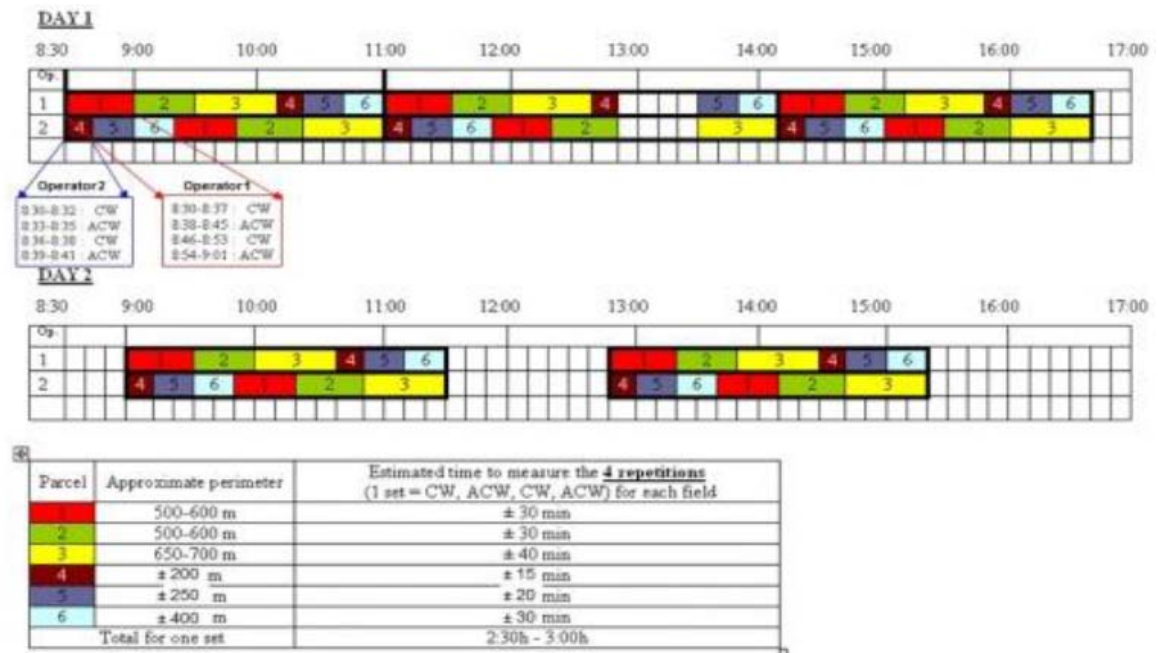 DAY 1
8:30 9:00 10:00 11:00 12:00 13:00 14:00 15:00 16:00 17:00
Op.
1 1 2 3 4 5 6 1 2 3 4 5 6 1 2 3 4 5 6
2 4 5 6 1 2 3 4 5 6 1 2 3 4 5 6 1 2 3
Operator2 Operator1
8:30-8:32 : CW 8:30-8:37 : CW
8:33-8:35 : ACW 8:38-8:45 : ACW
8:36-8:38 : CW 8:46-8:53 : CW
8:39-8:41 : ACW 8:54-9:01 : ACW
DAY 2
8:30 9:00 10:00 11:00 12:00 13:00 14:00 15:00 16:00 17:00
Op.
1 1 2 3 4 5 6 1 2 3 4 5 6
2 4 5 6 1 2 3 4 5 6 1 2 3
Parcel Approximate perimeter Estimated time to measure the 4 repetitions
(1 set = CW, ACW, CW, ACW) for each field
1 500-600 m ± 30 min
2 500-600 m ± 30 min
3 650-700 m ± 40 min
4 ± 200 m ± 15 min
5 ± 250 m ± 20 min
6 ± 400 m ± 30 min
Total for one set 2:30h - 3:00h